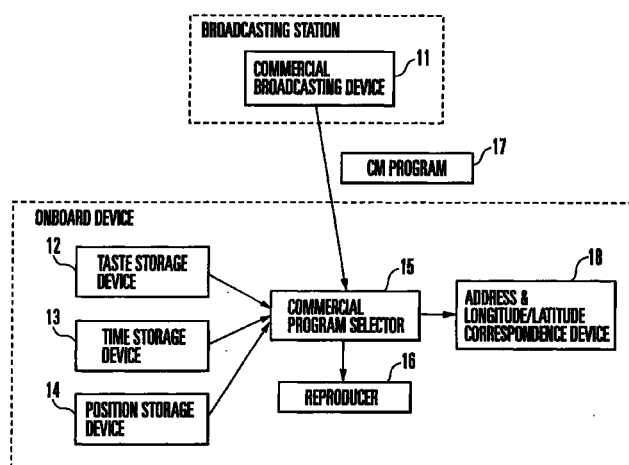 BROADCASTING STATION
COMMERCIAL
BROADCASTING DEVICE
11
CM PROGRAM
17
ONBOARD DEVICE
12
TASTE STORAGE
DEVICE
13
TIME STORAGE
DEVICE
14
POSITION STORAGE
DEVICE
15
COMMERCIAL
PROGRAM SELECTOR
16
REPRODUCER
18
ADDRESS &
LONGITUDE/LATITUDE
CORRESPONDENCE DEVICE